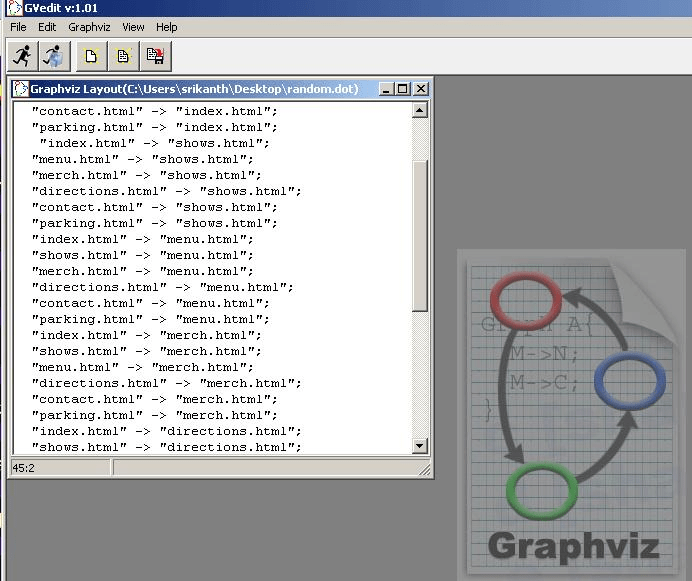 GVedit v:1.01
File Edit Graphviz View Help
Graphviz Layout(C:\Users\srikanth\Desktop\random.dot)
"contact.html" -> "index.html";
"parking.html" -> "index.html";
"index.html" -> "shows.html";
"menu.html" -> "shows.html";
"merch.html" -> "shows.html";
"directions.html" -> "shows.html";
"contact.html" -> "shows.html";
"parking.html" -> "shows.html";
"index.html" -> "menu.html";
"shows.html" -> "menu.html";
"merch.html" -> "menu.html";
"directions.html" -> "menu.html";
"contact.html" -> "menu.html";
"parking.html" -> "menu.html";
"index.html" -> "merch.html";
"shows.html" -> "merch.html";
"menu.html" -> "merch.html";
"directions.html" -> "merch.html";
"contact.html" -> "merch.html";
"parking.html" -> "merch.html";
"index.html" -> "directions.html";
"shows.html" -> "directions.html";
45:2
Graph A{
M->N;
M->C;
}
Graphviz